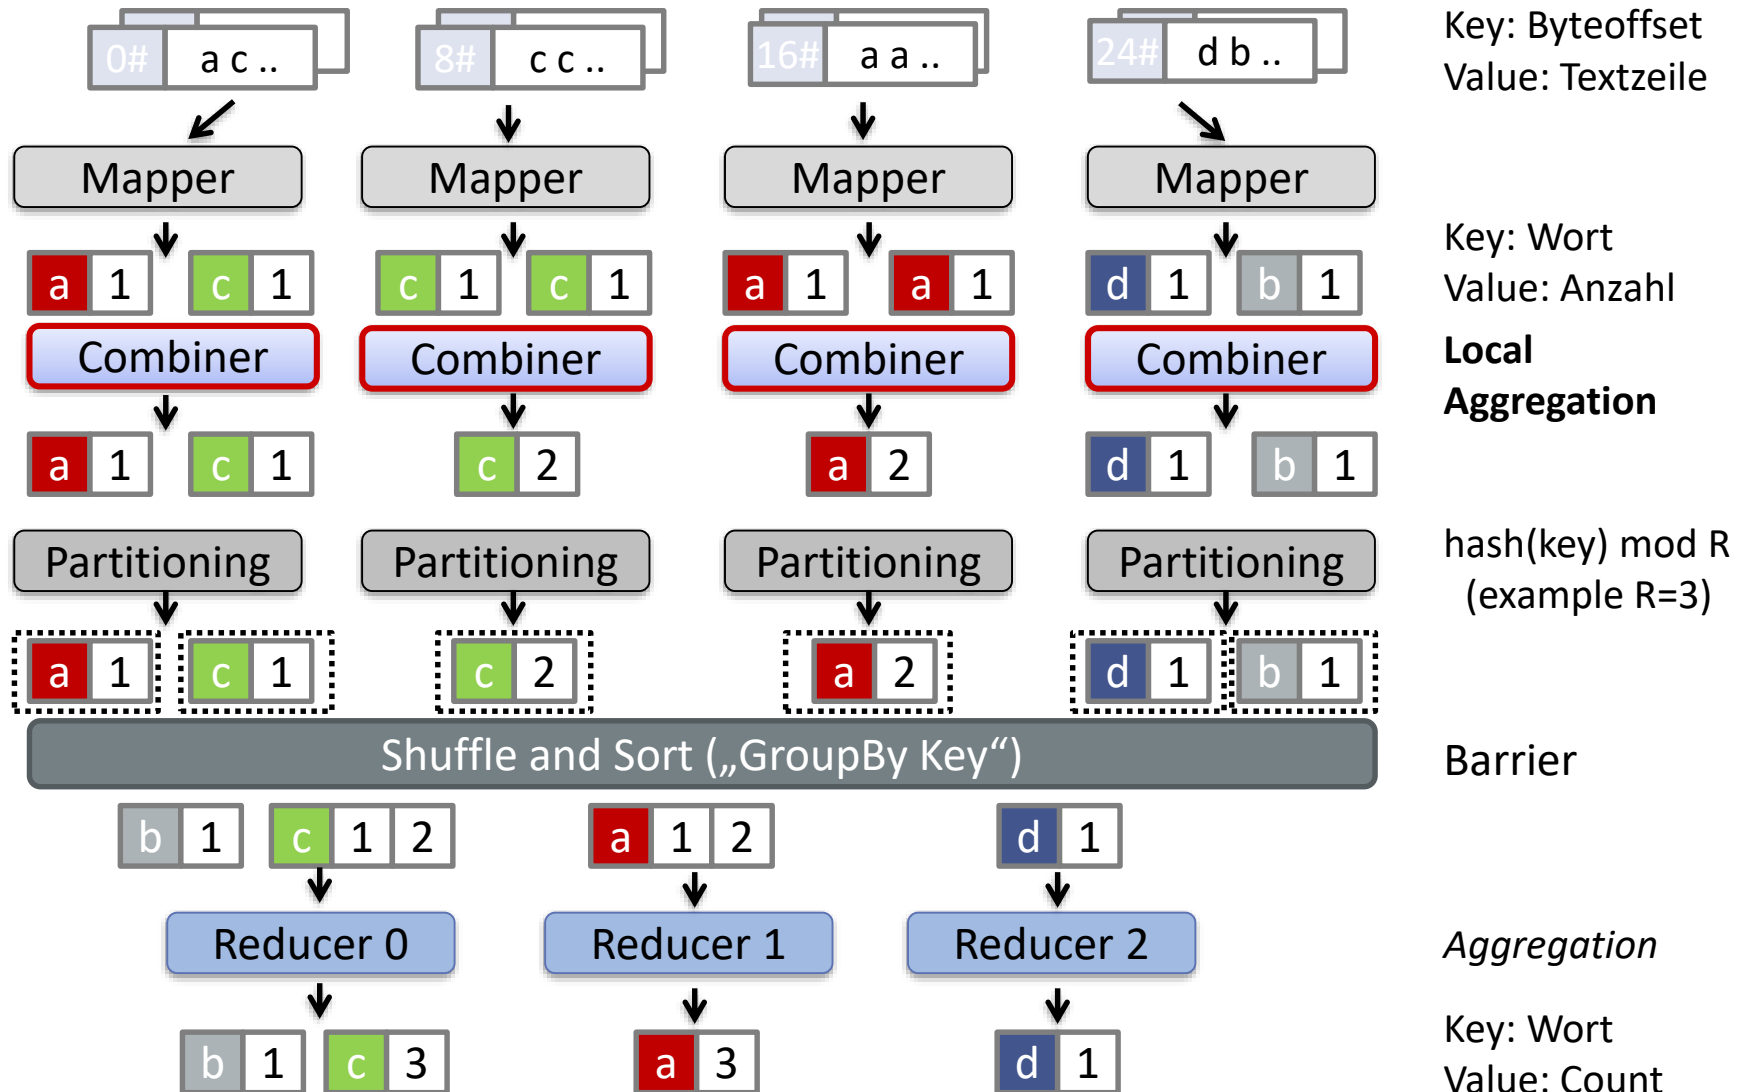 0# a c .. 8# c c .. 16# a a .. 24# d b .. Key: Byteoffset
Value: Textzeile
Mapper Mapper Mapper Mapper
Key: Wort
a 1 c 1 c 1 c 1 a 1 a 1 d 1 b 1 Value: Anzahl
Combiner Combiner Combiner Combiner Local
Aggregation
a 1 c 1 c 2 a 2 d 1 b 1
Partitioning Partitioning Partitioning Partitioning hash(key) mod R
(example R=3)
a 1 c 1 c 2 a 2 d 1 b 1
Shuffle and Sort („GroupBy Key“) Barrier
b 1 c 1 2 a 1 2 d 1
Reducer 0 Reducer 1 Reducer 2 Aggregation
Key: Wort
b 1 c 3 a 3 d 1 Value: Count